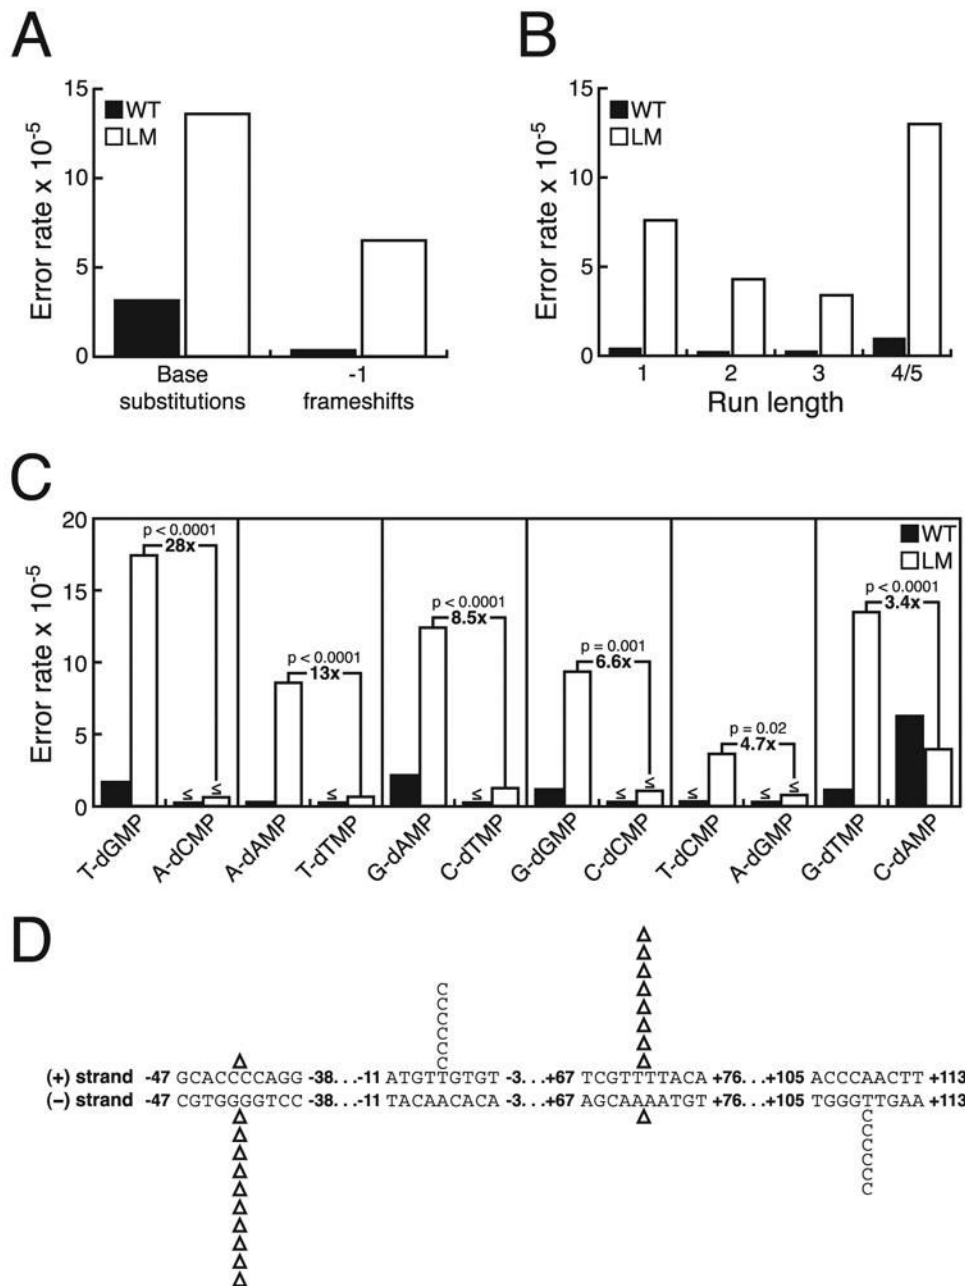 A
15
WT
LM
10
5
0
Error rate x 10-5
Base substitutions
-1 frameshifts
B
15
WT
LM
10
5
0
Error rate x 10-5
1 2 3 4/5
Run length
C
20
15
10
5
0
Error rate x 10-5
WT
LM
p < 0.0001
28x
p < 0.0001
13x
p < 0.0001
8.5x
p = 0.001
6.6x
p = 0.02
4.7x
p < 0.0001
3.4x
≤ ≤ ≤ ≤ ≤ ≤ ≤ ≤ ≤ ≤
T-dGMP
A-dCMP
A-dAMP
T-dTMP
G-dAMP
C-dTMP
G-dGMP
C-dCMP
T-dCMP
A-dGMP
G-dTMP
C-dAMP
D
C
C
C
C
C
C
(+) strand -47 GCACCCCAGG -38...-11 ATGTTGTGT -3...+67 TCGTTTTACA +76...+105 ACCCAACTT +113
(−) strand -47 CGTGGGGTCC -38...-11 TACAACACA -3...+67 AGCAAAATGT +76...+105 TGGGTTGAA +113
C
C
C
C
C